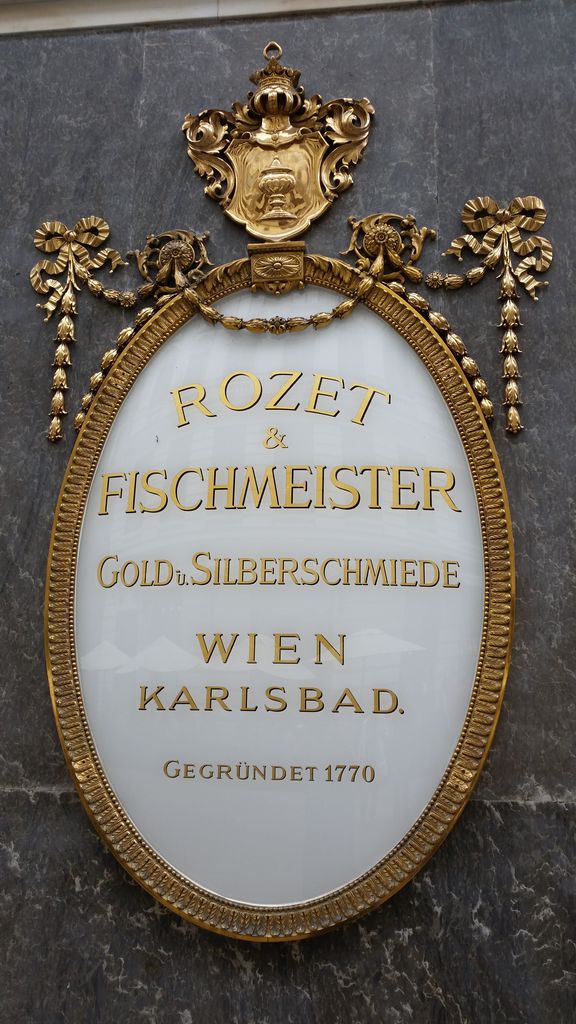 ROZET
&
FISCHMEISTER
GOLD u. SILBERSCHMIEDE
WIEN
KARLSBAD.
GEGRÜNDET 1770